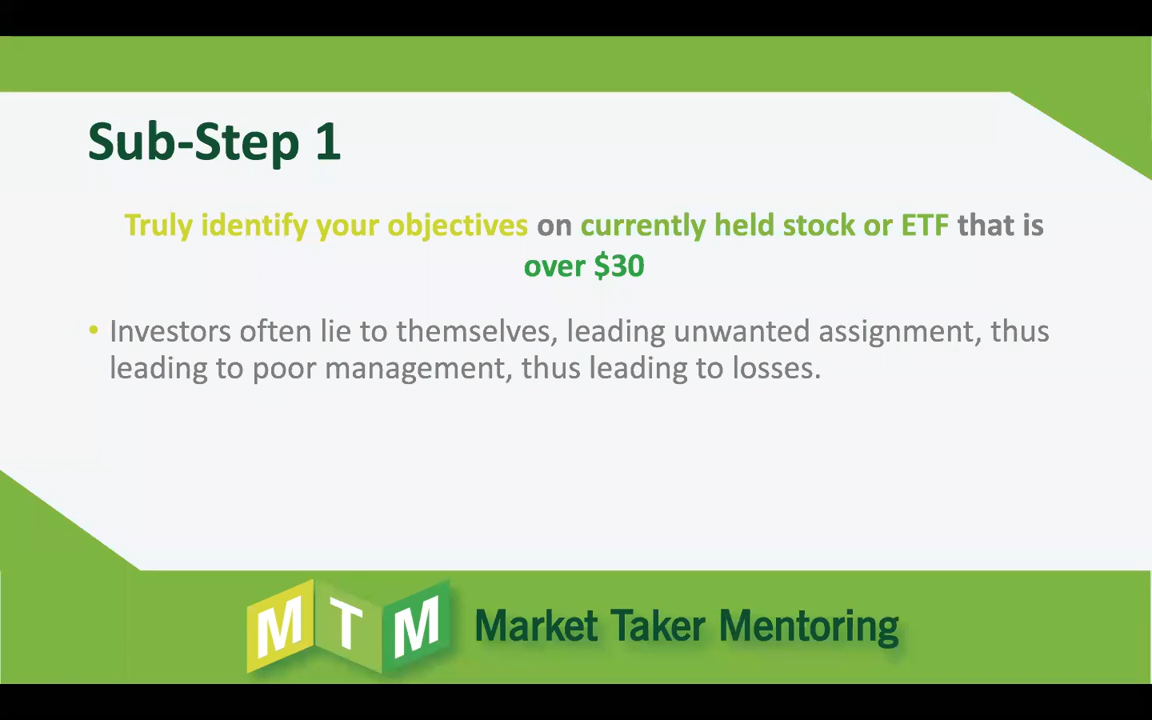 Sub-Step 1
Truly identify your objectives on currently held stock or ETF that is
over $30
• Investors often lie to themselves, leading unwanted assignment, thus
leading to poor management, thus leading to losses.
MTM Market Taker Mentoring